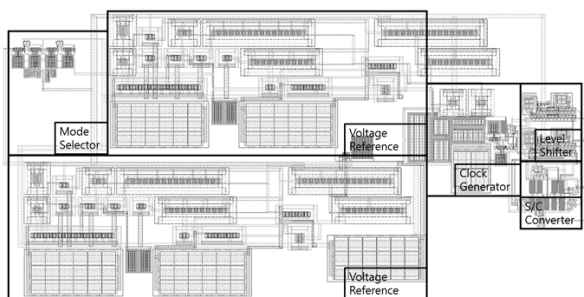 Mode
Selector
Voltage
Reference
Level
Shifter
Clock
Generator
S/C
Converter
Voltage
Reference